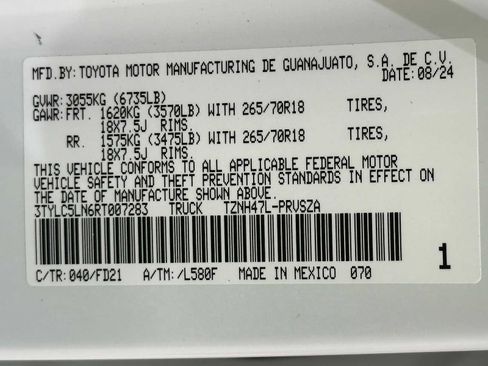 MFD.BY:TOYOTA MOTOR MANUFACTURING DE GUANAJUATO, S.A. DE C.V.
DATE:08/24
GVWR:3055KG (6735LB)
GAWR:FRT. 1620KG (3570LB) WITH 265/70R18 TIRES,
18X7.5J RIMS.
RR. 1575KG (3475LB) WITH 265/70R18 TIRES,
18X7.5J RIMS.
THIS VEHICLE CONFORMS TO ALL APPLICABLE FEDERAL MOTOR
VEHICLE SAFETY AND THEFT PREVENTION STANDARDS IN EFFECT ON
THE DATE OF MANUFACTURE SHOWN ABOVE.
3TYLC5LN6RT007283 TRUCK TZNH47L-PRVSZA
1
C/TR:040/FD21 A/TM:/L580F MADE IN MEXICO 070